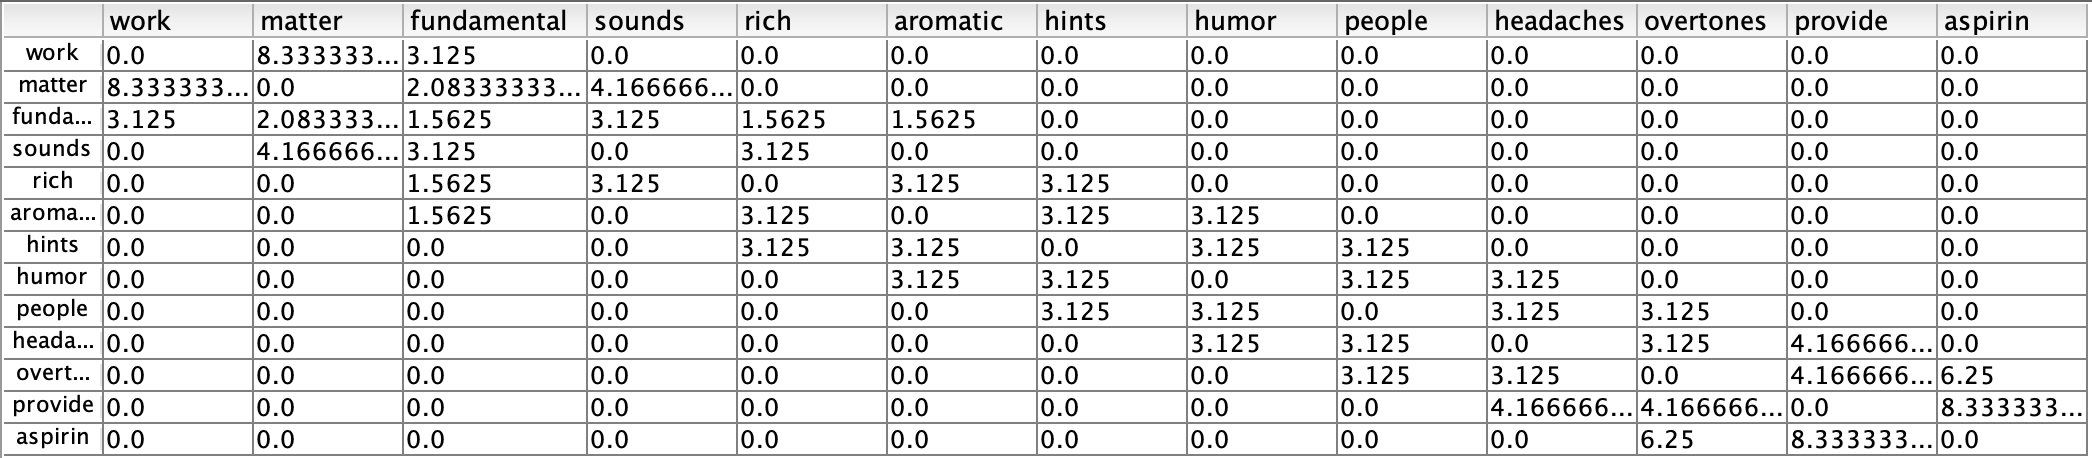 work matter fundamental sounds rich aromatic hints humor people headaches overtones provide aspirin
work 0.0 8.333333... 3.125 0.0 0.0 0.0 0.0 0.0 0.0 0.0 0.0 0.0 0.0
matter 8.333333... 0.0 2.08333333... 4.166666... 0.0 0.0 0.0 0.0 0.0 0.0 0.0 0.0 0.0
funda... 3.125 2.083333... 1.5625 3.125 1.5625 1.5625 0.0 0.0 0.0 0.0 0.0 0.0 0.0
sounds 0.0 4.166666... 3.125 0.0 3.125 0.0 0.0 0.0 0.0 0.0 0.0 0.0 0.0
rich 0.0 0.0 1.5625 3.125 0.0 3.125 3.125 0.0 0.0 0.0 0.0 0.0 0.0
aroma... 0.0 0.0 1.5625 0.0 3.125 0.0 3.125 3.125 0.0 0.0 0.0 0.0 0.0
hints 0.0 0.0 0.0 0.0 3.125 3.125 0.0 3.125 3.125 0.0 0.0 0.0 0.0
humor 0.0 0.0 0.0 0.0 0.0 3.125 3.125 0.0 3.125 3.125 0.0 0.0 0.0
people 0.0 0.0 0.0 0.0 0.0 0.0 3.125 3.125 0.0 3.125 3.125 0.0 0.0
heada... 0.0 0.0 0.0 0.0 0.0 0.0 0.0 3.125 3.125 0.0 3.125 4.166666... 0.0
overt... 0.0 0.0 0.0 0.0 0.0 0.0 0.0 0.0 3.125 3.125 0.0 4.166666... 6.25
provide 0.0 0.0 0.0 0.0 0.0 0.0 0.0 0.0 0.0 4.166666... 4.166666... 0.0 8.333333...
aspirin 0.0 0.0 0.0 0.0 0.0 0.0 0.0 0.0 0.0 0.0 6.25 8.333333... 0.0